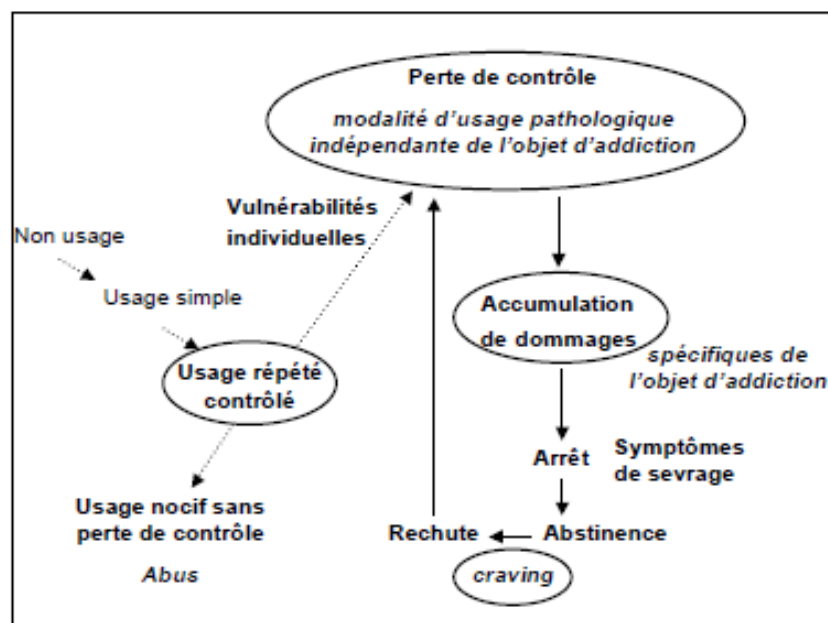 Perte de contrôle
modalité d'usage pathologique
indépendante de l'objet d'addiction
Vulnérabilités
individuelles
Non usage
Usage simple
Usage répété
contrôlé
Usage nocif sans
perte de contrôle
Abus
Accumulation
de dommages
spécifiques de
l'objet d'addiction
Arrêt
Symptômes
de sevrage
Abstinence
Rechute
craving